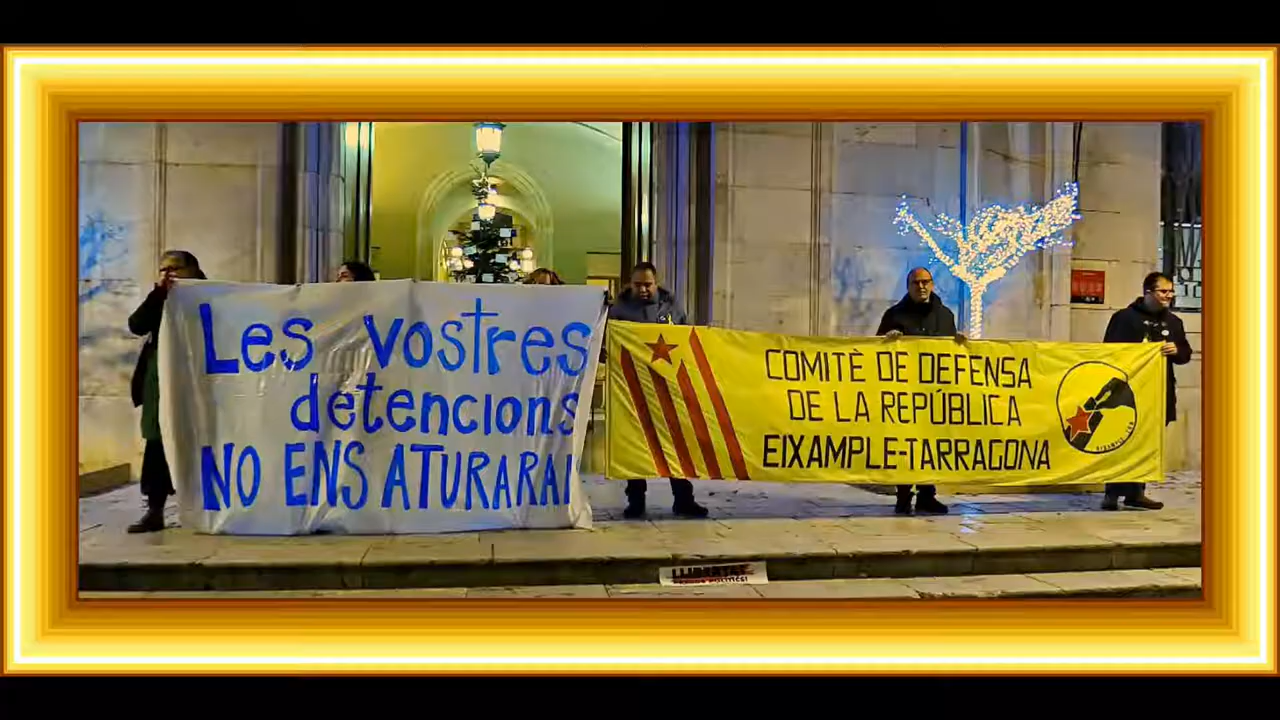 Les vostres
detencions
NO ENS ATURARAN
COMITÈ DE DEFENSA
DE LA REPÚBLICA
EIXAMPLE-TARRAGONA
LLIBERTAT